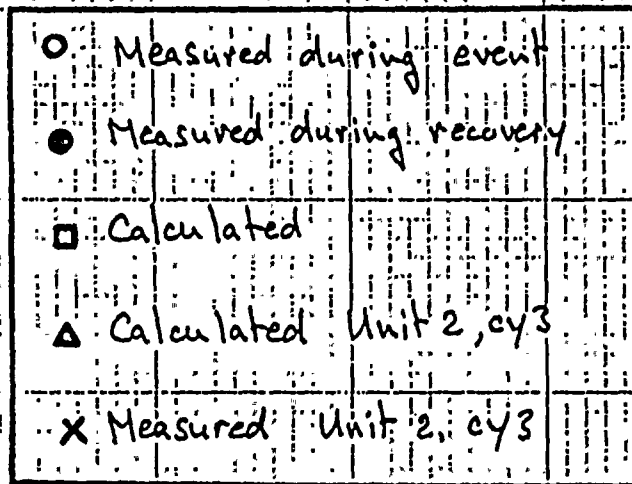 Measured during event
Measured during recovery
Calculated
Calculated Unit 2, cy3
Measured Unit 2, cy3